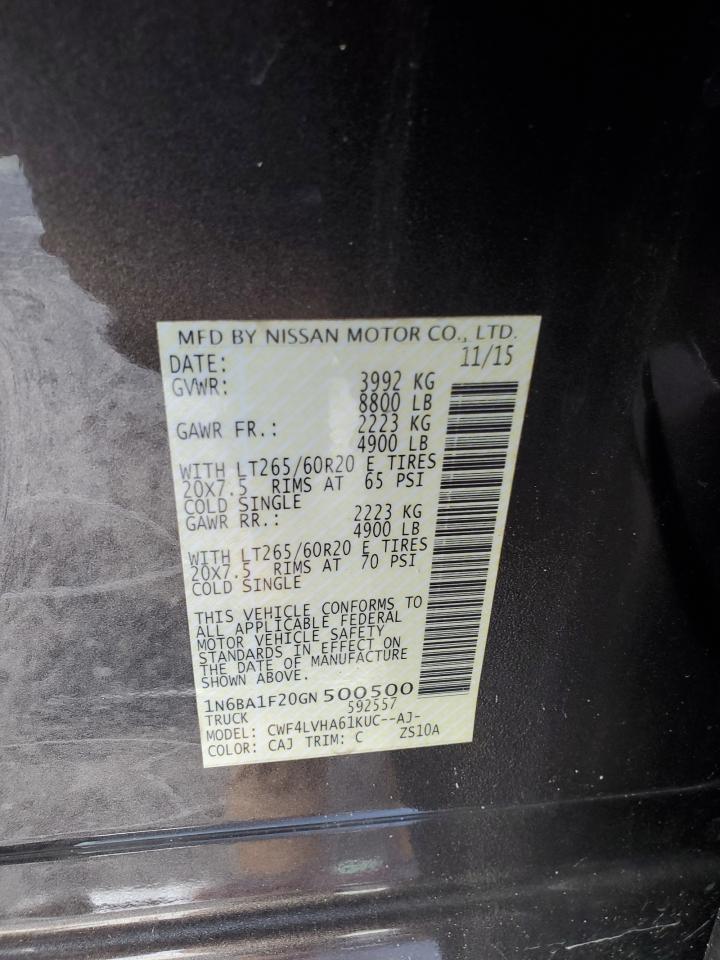 MFD BY NISSAN MOTOR CO., LTD.
DATE: 11/15
GVWR: 3992 KG
8800 LB
GAWR FR.: 2223 KG
4900 LB
WITH LT265/60R20 E TIRES
20X7.5 RIMS AT 65 PSI
COLD SINGLE
GAWR RR.: 2223 KG
4900 LB
WITH LT265/60R20 E TIRES
20X7.5 RIMS AT 70 PSI
COLD SINGLE
THIS VEHICLE CONFORMS TO
ALL APPLICABLE FEDERAL
MOTOR VEHICLE SAFETY
STANDARDS IN EFFECT ON
THE DATE OF MANUFACTURE
SHOWN ABOVE.
1N6BA1F20GN500500
TRUCK 592557
MODEL: CWF4LVHA61KUC--AJ-
COLOR: CAJ TRIM: C ZS10A